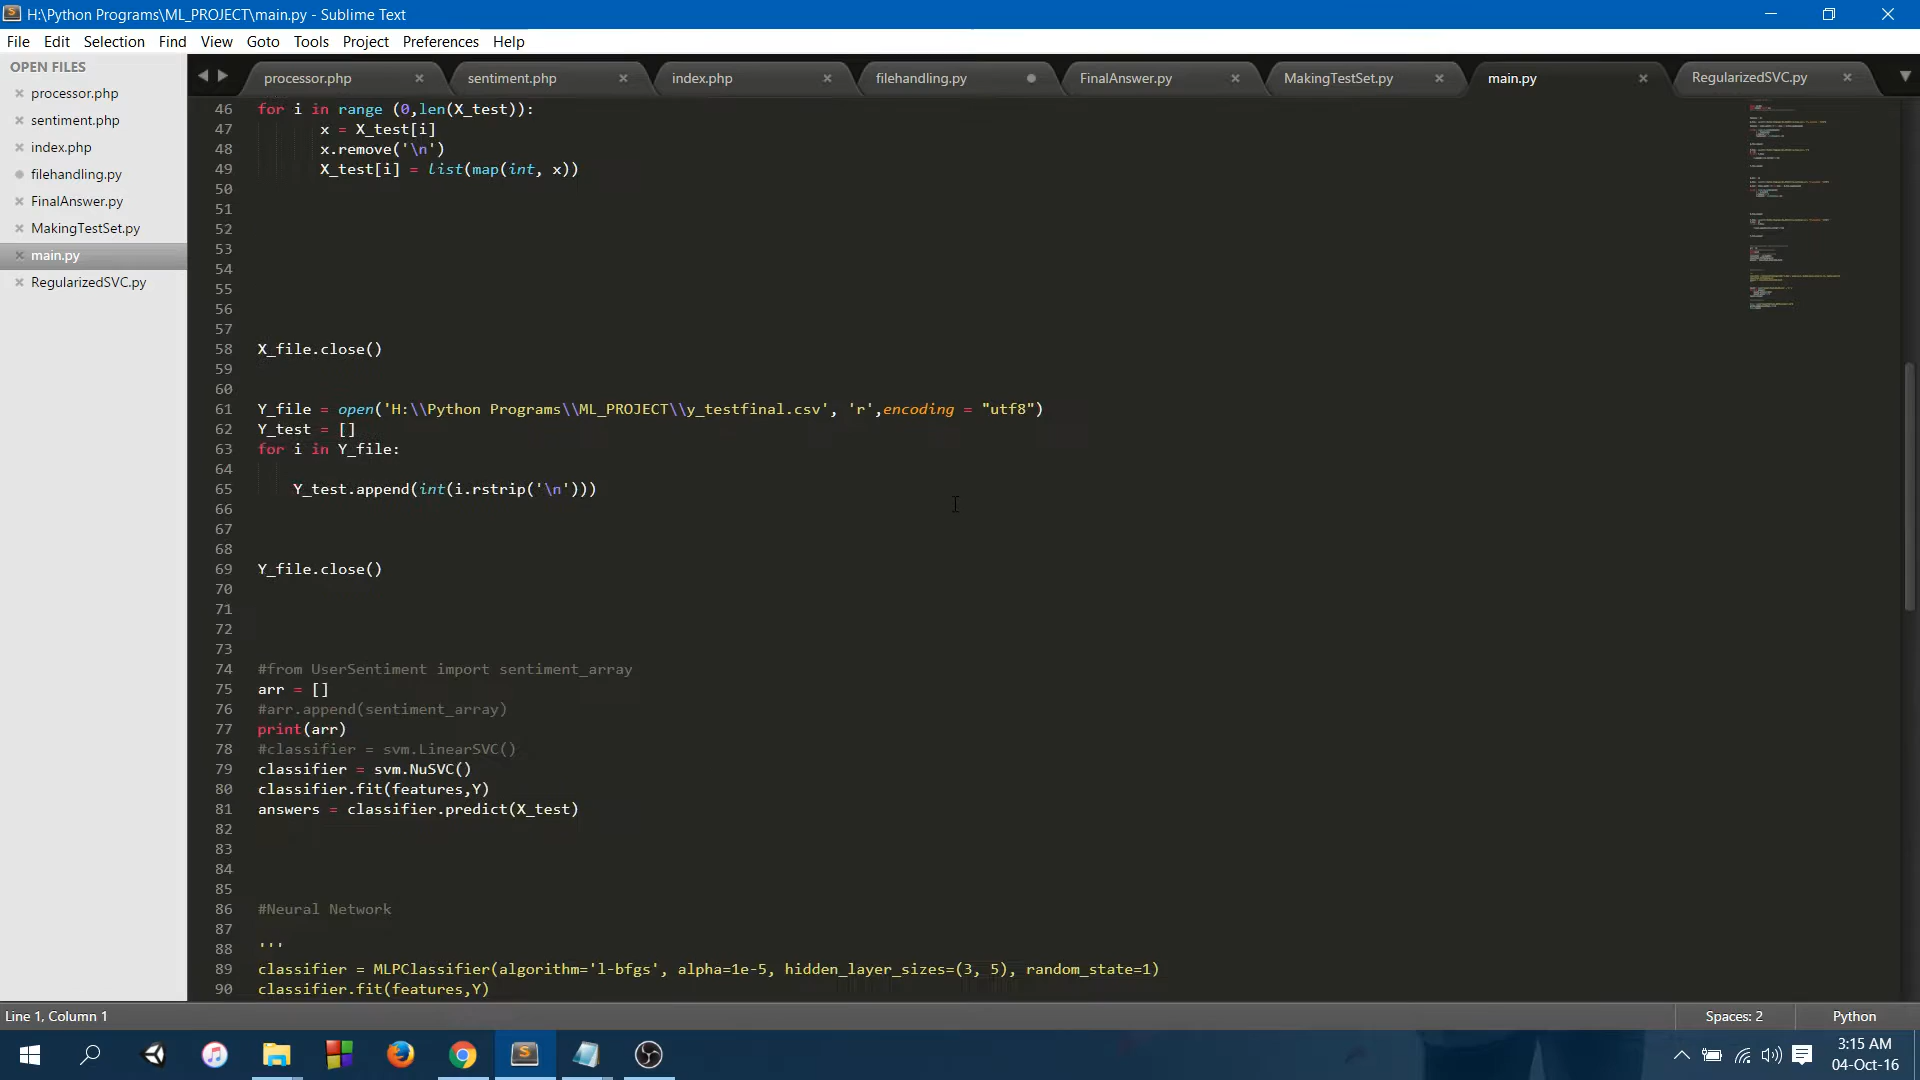 H:\Python Programs\ML_PROJECT\main.py - Sublime Text
File Edit Selection Find View Goto Tools Project Preferences Help
OPEN FILES
processor.php
sentiment.php
index.php
filehandling.py
FinalAnswer.py
MakingTestSet.py
main.py
RegularizedSVC.py
processor.php sentiment.php index.php filehandling.py FinalAnswer.py MakingTestSet.py main.py RegularizedSVC.py
46 for i in range (0,len(X_test)):
47 x = X_test[i]
48 x.remove('\n')
49 X_test[i] = list(map(int, x))
50
51
52
53
54
55
56
57
58 X_file.close()
59
60
61 Y_file = open('H:\\Python Programs\\ML_PROJECT\\y_testfinal.csv', 'r',encoding = "utf8")
62 Y_test = []
63 for i in Y_file:
64
65 Y_test.append(int(i.rstrip('\n')))
66
67
68
69 Y_file.close()
70
71
72
73
74 #from UserSentiment import sentiment_array
75 arr = []
76 #arr.append(sentiment_array)
77 print(arr)
78 #classifier = svm.LinearSVC()
79 classifier = svm.NuSVC()
80 classifier.fit(features,Y)
81 answers = classifier.predict(X_test)
82
83
84
85
86 #Neural Network
87
88 '''
89 classifier = MLPClassifier(algorithm='l-bfgs', alpha=1e-5, hidden_layer_sizes=(3, 5), random_state=1)
90 classifier.fit(features,Y)
Line 1, Column 1
Spaces: 2
Python
3:15 AM
04-Oct-16